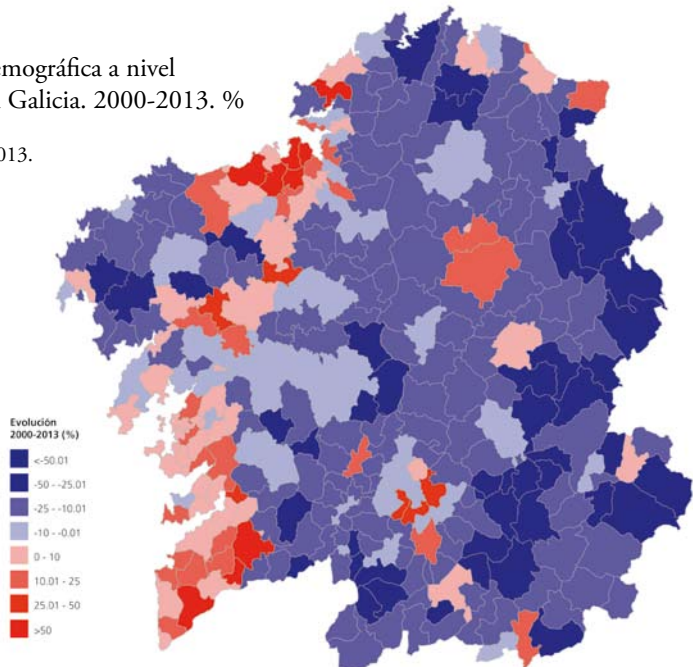 emográfica a nivel
Galicia. 2000-2013. %
013.
Evolución
2000-2013 (%)
<-50.01
-50 - -25.01
-25 - -10.01
-10 - -0.01
0 - 10
10.01 - 25
25.01 - 50
>50